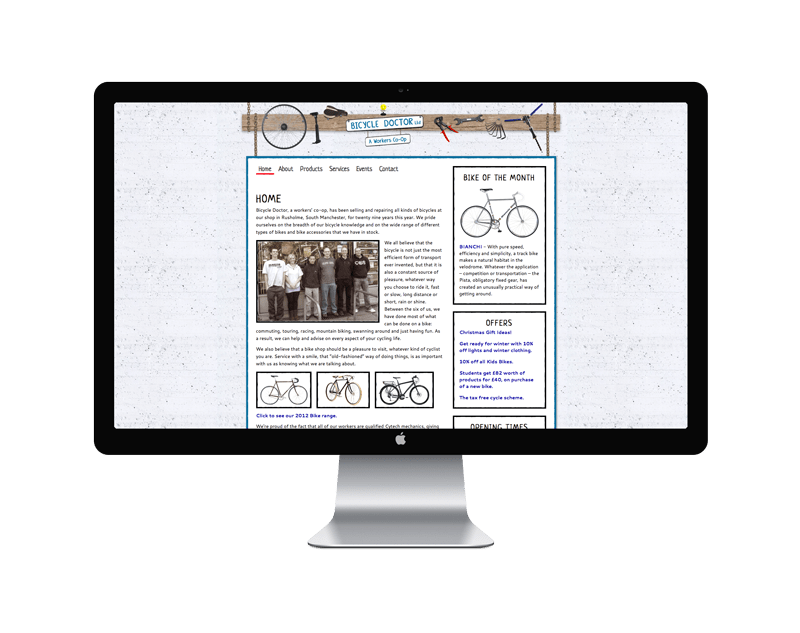 BICYCLE DOCTOR Ltd
A Workers Co-Op
Home About Products Services Events Contact
HOME
Bicycle Doctor, a workers' co-op, has been selling and repairing all kinds of bicycles at
our shop in Rusholme, South Manchester, for twenty nine years this year. We pride
ourselves on the breadth of our bicycle knowledge and on the wide range of different
types of bikes and bike accessories that we have in stock.
We all believe that the
bicycle is not just the most
efficient form of transport
ever invented, but that it is
also a constant source of
pleasure, whatever way
you choose to ride it, fast
or slow, long distance or
short, rain or shine.
Between the six of us, we
have done most of what
can be done on a bike:
commuting, touring, racing, mountain biking, swanning around and just having fun. As
a result, we can help and advise on every aspect of your cycling life.
We also believe that a bike shop should be a pleasure to visit, whatever kind of cyclist
you are. Service with a smile, that "old-fashioned" way of doing things, is as important
with us as knowing what we are talking about.
Click to see our 2012 Bike range.
We're proud of the fact that all of our workers are qualified Cytech mechanics, giving
BIKE OF THE MONTH
BIANCHI - With pure speed,
efficiency and simplicity, a track bike
makes a natural habitat in the
velodrome. Whatever the application
- competition or transportation - the
Pista, obligatory fixed gear, has
created an unusually practical way of
getting around.
OFFERS
Christmas Gift Ideas!
Get ready for winter with 10%
off lights and winter clothing.
10% off all Kids Bikes.
Students get £82 worth of
products for £40, on purchase
of a new bike.
The tax free cycle scheme.
OPENING TIMES